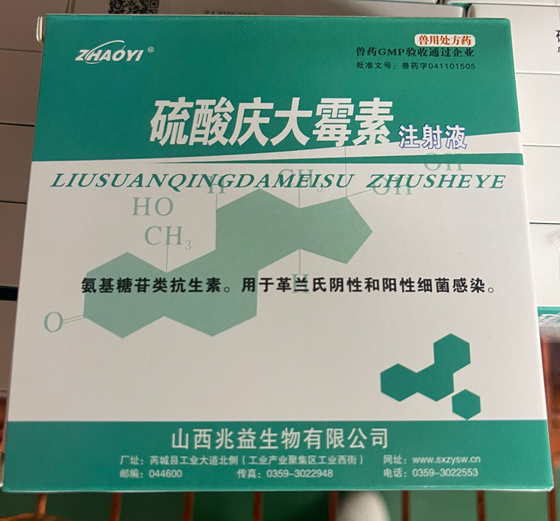 ZHAOYI®
兽用处方药
兽药GMP验收通过企业
批准文号：兽药字041101505
硫酸庆大霉素 注射液
LIUSUANQINGDAMEISU ZHUSHEYE
HO
H
CH3
OH
OH
CH3
H
O
氨基糖苷类抗生素。用于革兰氏阴性和阳性细菌感染。
山西兆益生物有限公司
厂址：芮城县工业大道北侧（工业产业聚集区工业西街） 网址：www.sxzysw.cn
邮编：044600 传真：0359-3022948 电话：0359-3022553